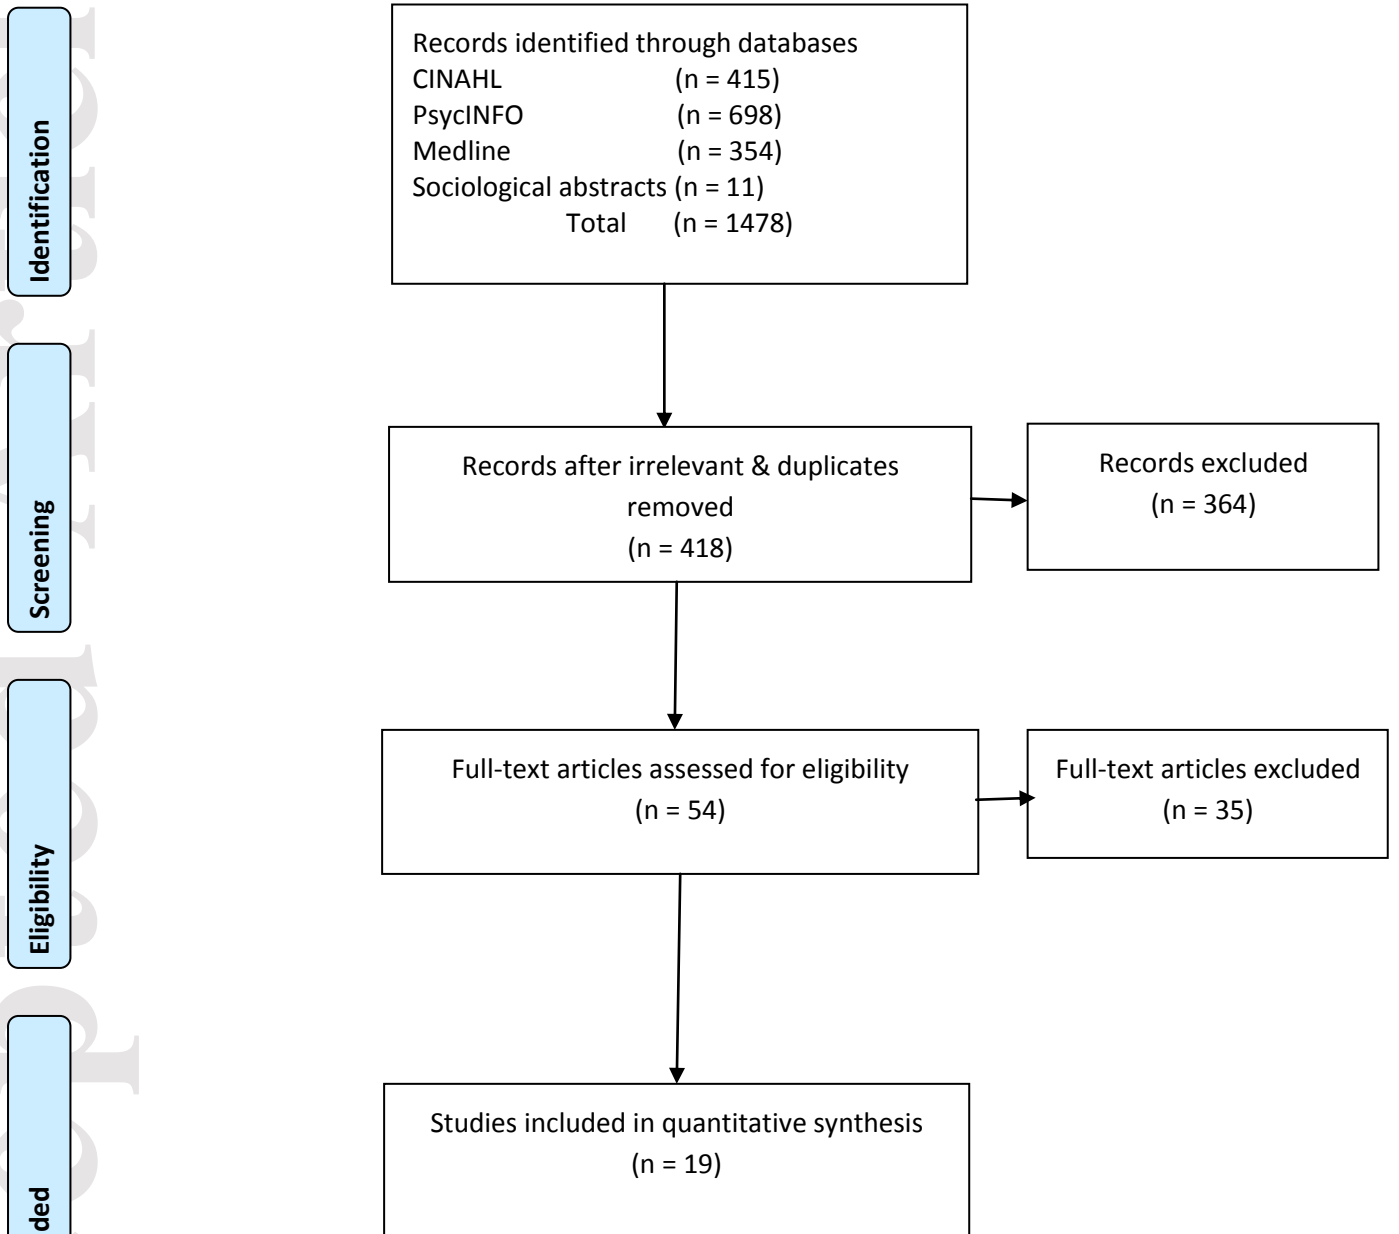 Identification
Records identified through databases
CINAHL (n = 415)
PsycINFO (n = 698)
Medline (n = 354)
Sociological abstracts (n = 11)
Total (n = 1478)
Screening
Records after irrelevant & duplicates
removed
(n = 418)
Records excluded
(n = 364)
Eligibility
Full-text articles assessed for eligibility
(n = 54)
Full-text articles excluded
(n = 35)
ded
Studies included in quantitative synthesis
(n = 19)